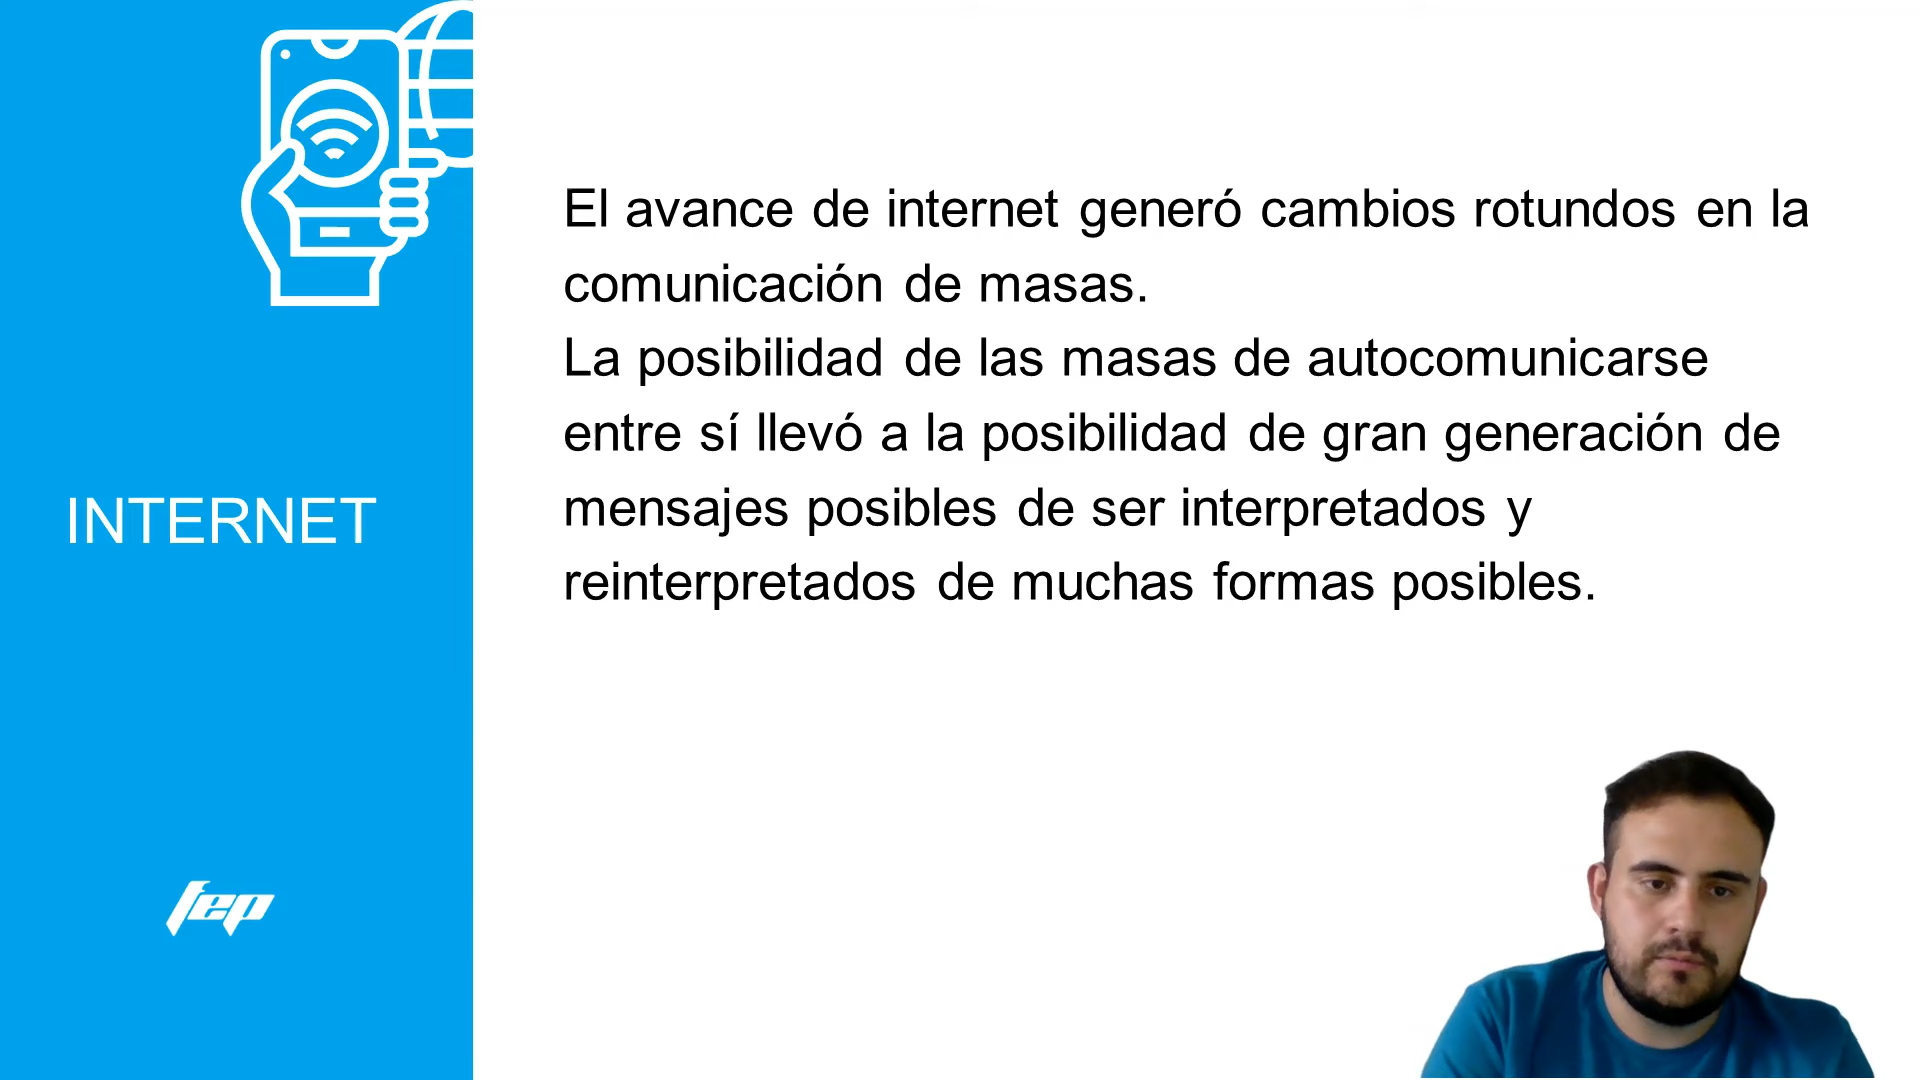 INTERNET
fep
El avance de internet generó cambios rotundos en la
comunicación de masas.
La posibilidad de las masas de autocomunicarse
entre sí llevó a la posibilidad de gran generación de
mensajes posibles de ser interpretados y
reinterpretados de muchas formas posibles.